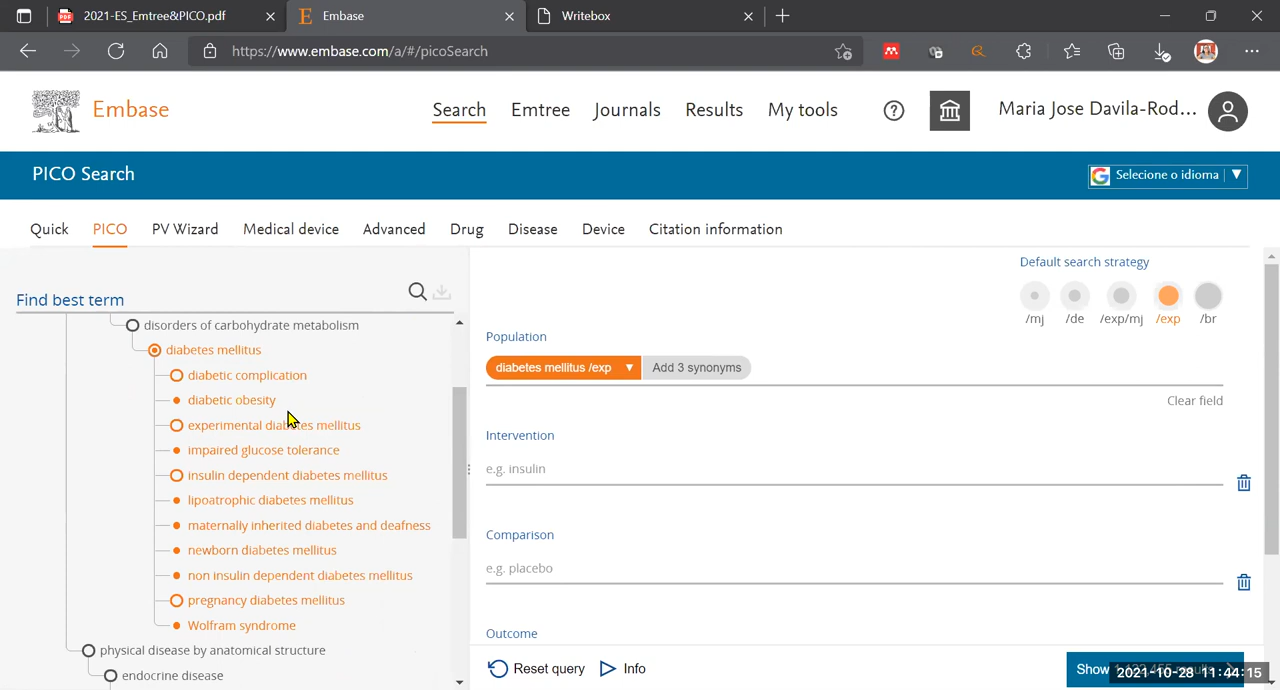 2021-ES_Emtree&PICO.pdf
Embase
Writebox
https://www.embase.com/a/#/picoSearch
Embase
Search
Emtree
Journals
Results
My tools
Maria Jose Davila-Rod...
PICO Search
Selecione o idioma
Quick
PICO
PV Wizard
Medical device
Advanced
Drug
Disease
Device
Citation information
Find best term
disorders of carbohydrate metabolism
diabetes mellitus
diabetic complication
diabetic obesity
experimental diabetes mellitus
impaired glucose tolerance
insulin dependent diabetes mellitus
lipoatrophic diabetes mellitus
maternally inherited diabetes and deafness
newborn diabetes mellitus
non insulin dependent diabetes mellitus
pregnancy diabetes mellitus
Wolfram syndrome
physical disease by anatomical structure
endocrine disease
Default search strategy
/mj
/de
/exp/mj
/exp
/br
Population
diabetes mellitus /exp
Add 3 synonyms
Clear field
Intervention
e.g. insulin
Comparison
e.g. placebo
Outcome
Reset query
Info
Show
2021-10-28 11:44:15